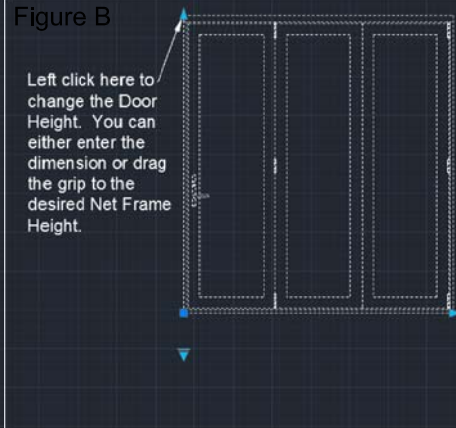 Figure B
Left click here to
change the Door
Height. You can
either enter the
dimension or drag
the grip to the
desired Net Frame
Height.